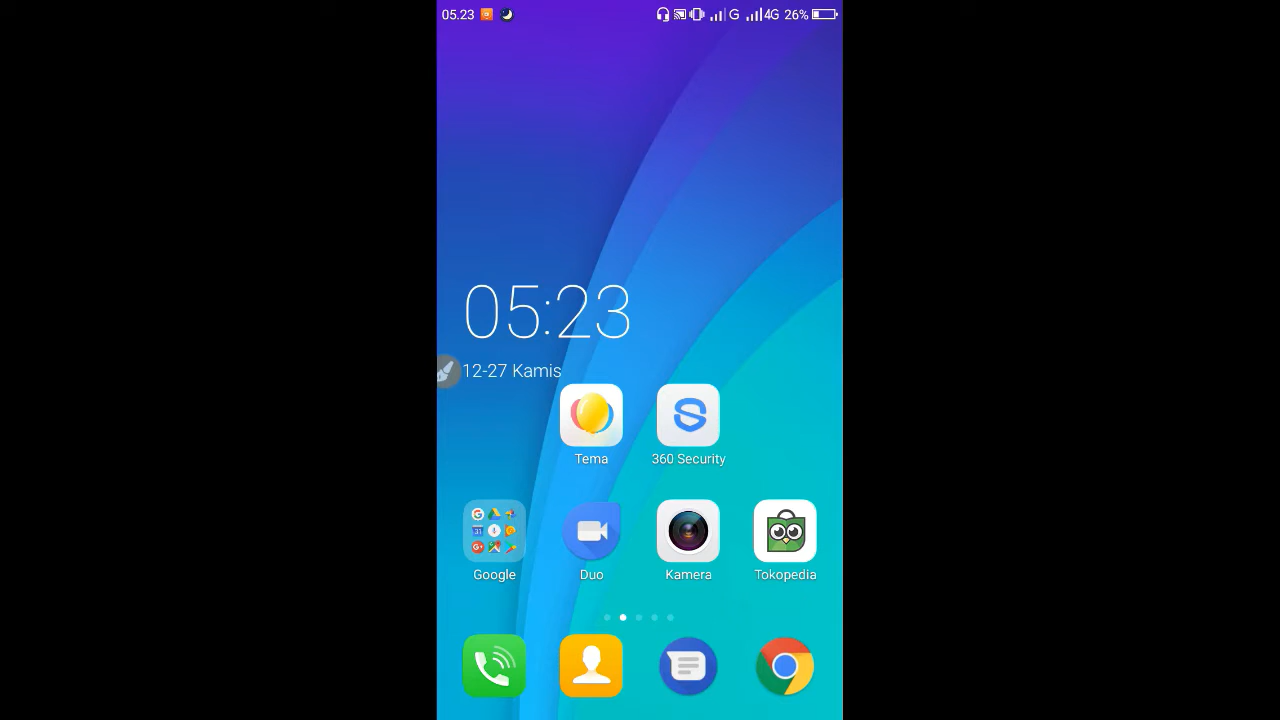 05.23 G 4G 26%
05:23
12-27 Kamis
Tema 360 Security
Google Duo Kamera Tokopedia